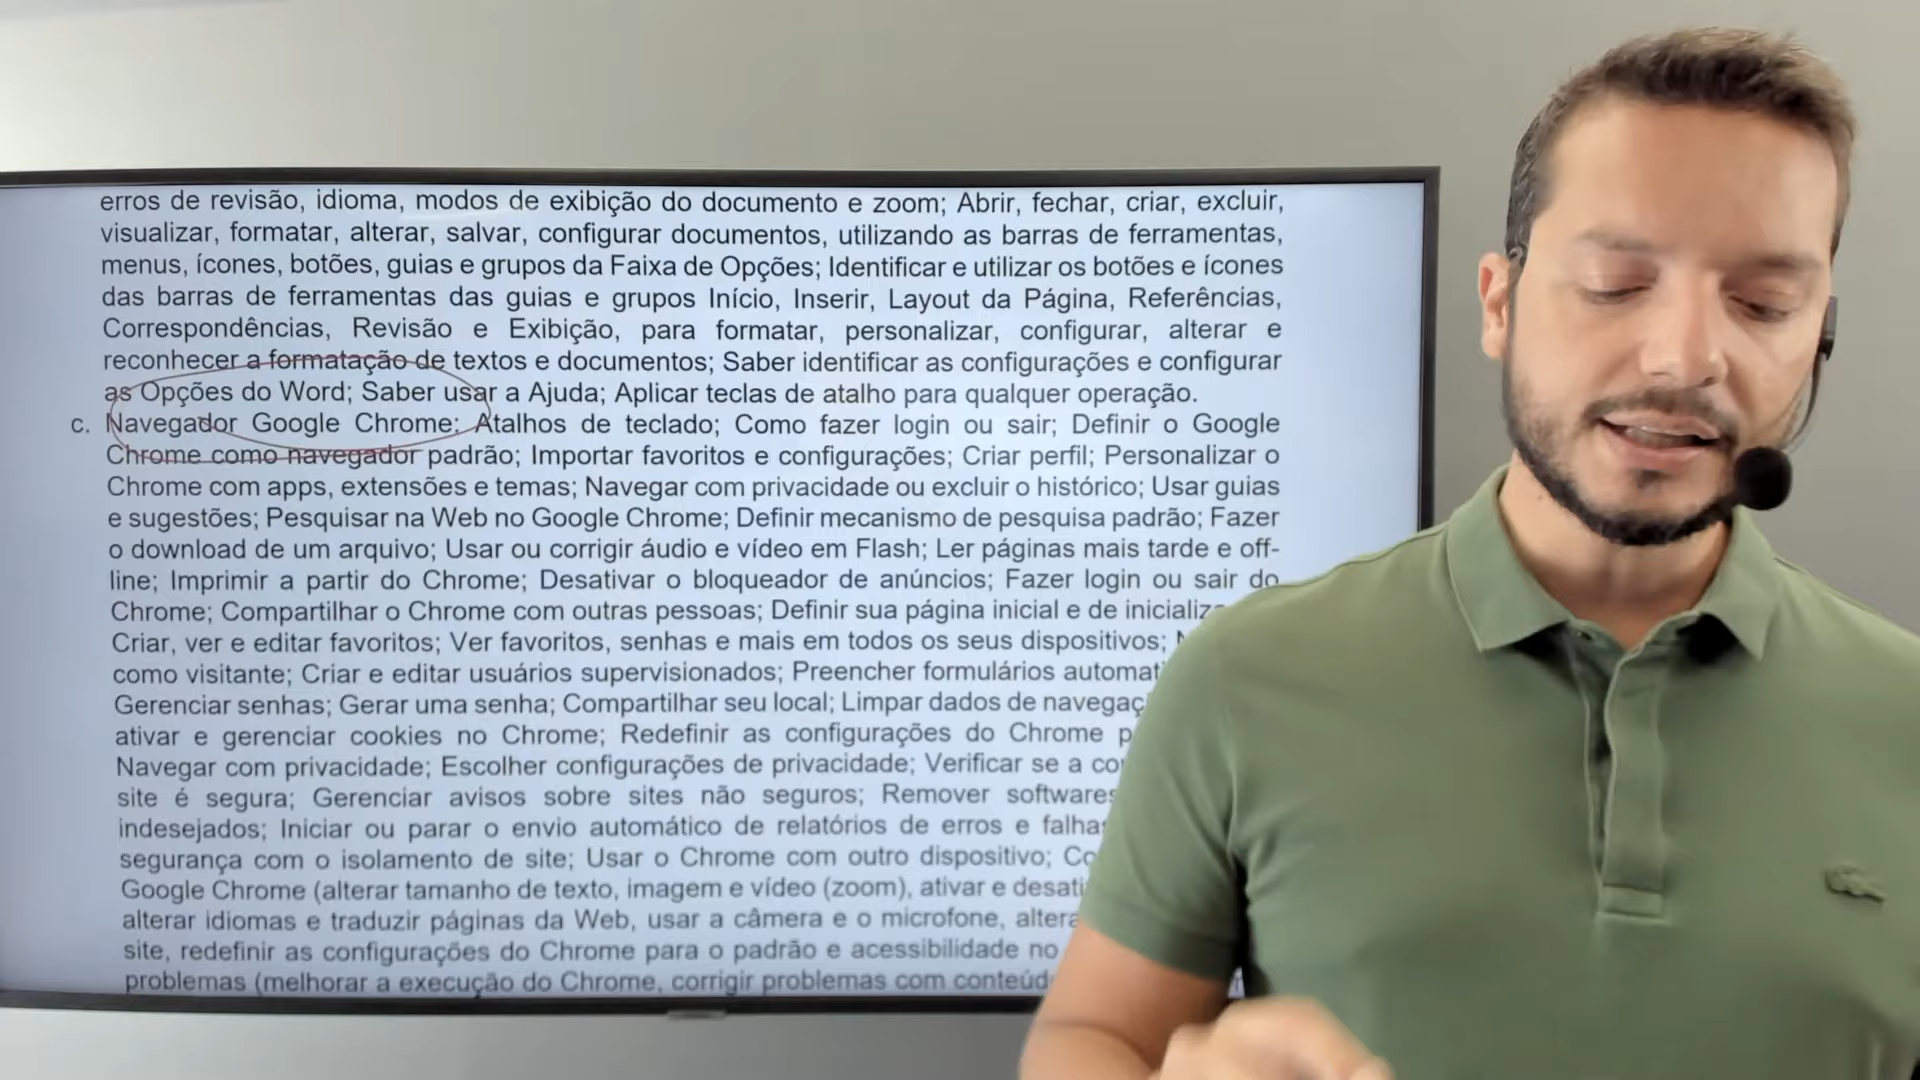 erros de revisão, idioma, modos de exibição do documento e zoom; Abrir, fechar, criar, excluir,
visualizar, formatar, alterar, salvar, configurar documentos, utilizando as barras de ferramentas,
menus, ícones, botões, guias e grupos da Faixa de Opções; Identificar e utilizar os botões e ícones
das barras de ferramentas das guias e grupos Início, Inserir, Layout da Página, Referências,
Correspondências, Revisão e Exibição, para formatar, personalizar, configurar, alterar e
reconhecer a formatação de textos e documentos; Saber identificar as configurações e configurar
as Opções do Word; Saber usar a Ajuda; Aplicar teclas de atalho para qualquer operação.
c. Navegador Google Chrome: Atalhos de teclado; Como fazer login ou sair; Definir o Google
Chrome como navegador padrão; Importar favoritos e configurações; Criar perfil; Personalizar o
Chrome com apps, extensões e temas; Navegar com privacidade ou excluir o histórico; Usar guias
e sugestões; Pesquisar na Web no Google Chrome; Definir mecanismo de pesquisa padrão; Fazer
o download de um arquivo; Usar ou corrigir áudio e vídeo em Flash; Ler páginas mais tarde e off-
line; Imprimir a partir do Chrome; Desativar o bloqueador de anúncios; Fazer login ou sair do
Chrome; Compartilhar o Chrome com outras pessoas; Definir sua página inicial e de
Criar, ver e editar favoritos; Ver favoritos, senhas e mais em todos os seus dispositivos;
como visitante; Criar e editar usuários supervisionados; Preencher formulários
Gerenciar senhas; Gerar uma senha; Compartilhar seu local; Limpar dados de
ativar e gerenciar cookies no Chrome; Redefinir as configurações do Chrome
Navegar com privacidade; Escolher configurações de privacidade; Verificar se a
site é segura; Gerenciar avisos sobre sites não seguros; Remover softwares
indesejados; Iniciar ou parar o envio automático de relatórios de erros e
segurança com o isolamento de site; Usar o Chrome com outro dispositivo;
Google Chrome (alterar tamanho de texto, imagem e vídeo (zoom), ativar e
alterar idiomas e traduzir páginas da Web, usar a câmera e o microfone,
site, redefinir as configurações do Chrome para o padrão e acessibilidade no
problemas (melhorar a execução do Chrome, corrigir problemas com